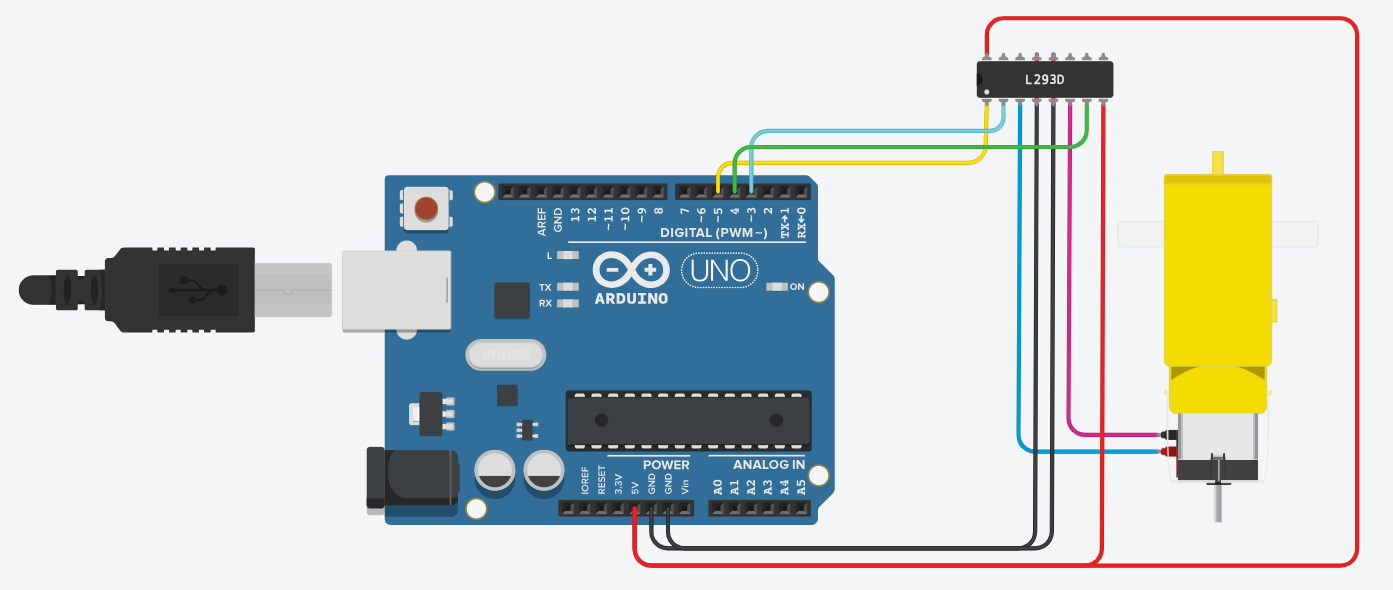 L293D
AREF
GND
13
12
~11
~10
~9
8
7
~6
~5
4
~3
2
TX→1
RX←0
DIGITAL (PWM~)
L
TX
RX
UNO
ON
ARDUINO
SPK16.000G
POWER
ANALOG IN
IOREF
RESET
3.3V
5V
GND
GND
Vin
A0
A1
A2
A3
A4
A5